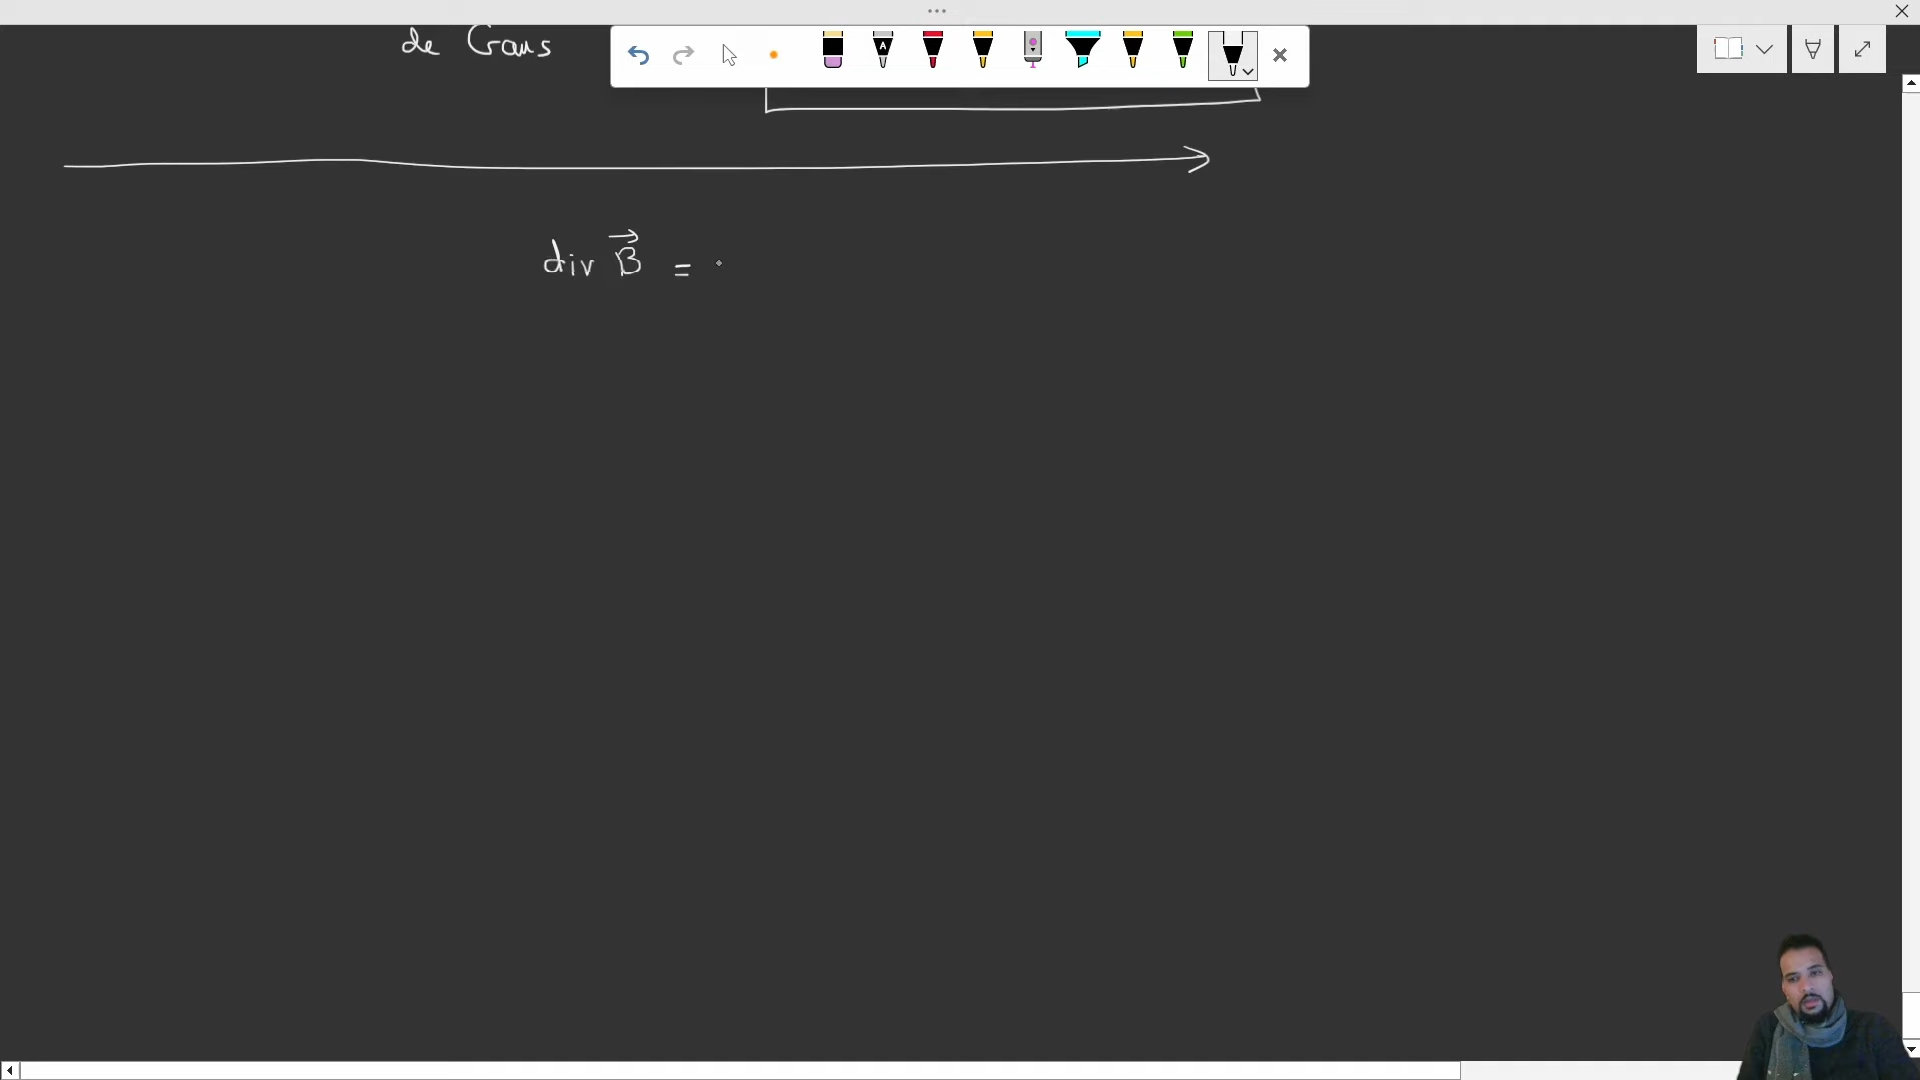 de Gauss
div B⃗ =